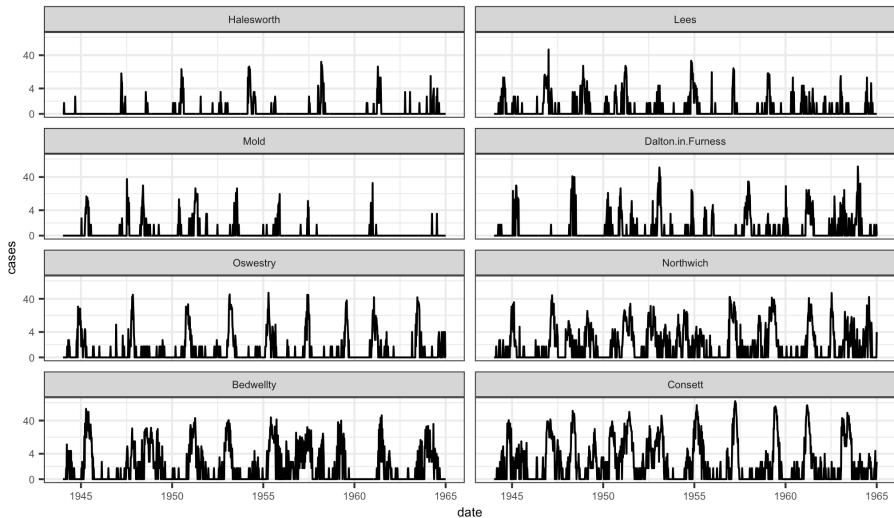 Halesworth
Lees
40
4
0
Mold
Dalton.in.Furness
40
4
0
cases
Oswestry
Northwich
40
4
0
Bedwellty
Consett
40
4
0
1945 1950 1955 1960 1965 1945 1950 1955 1960 1965
date